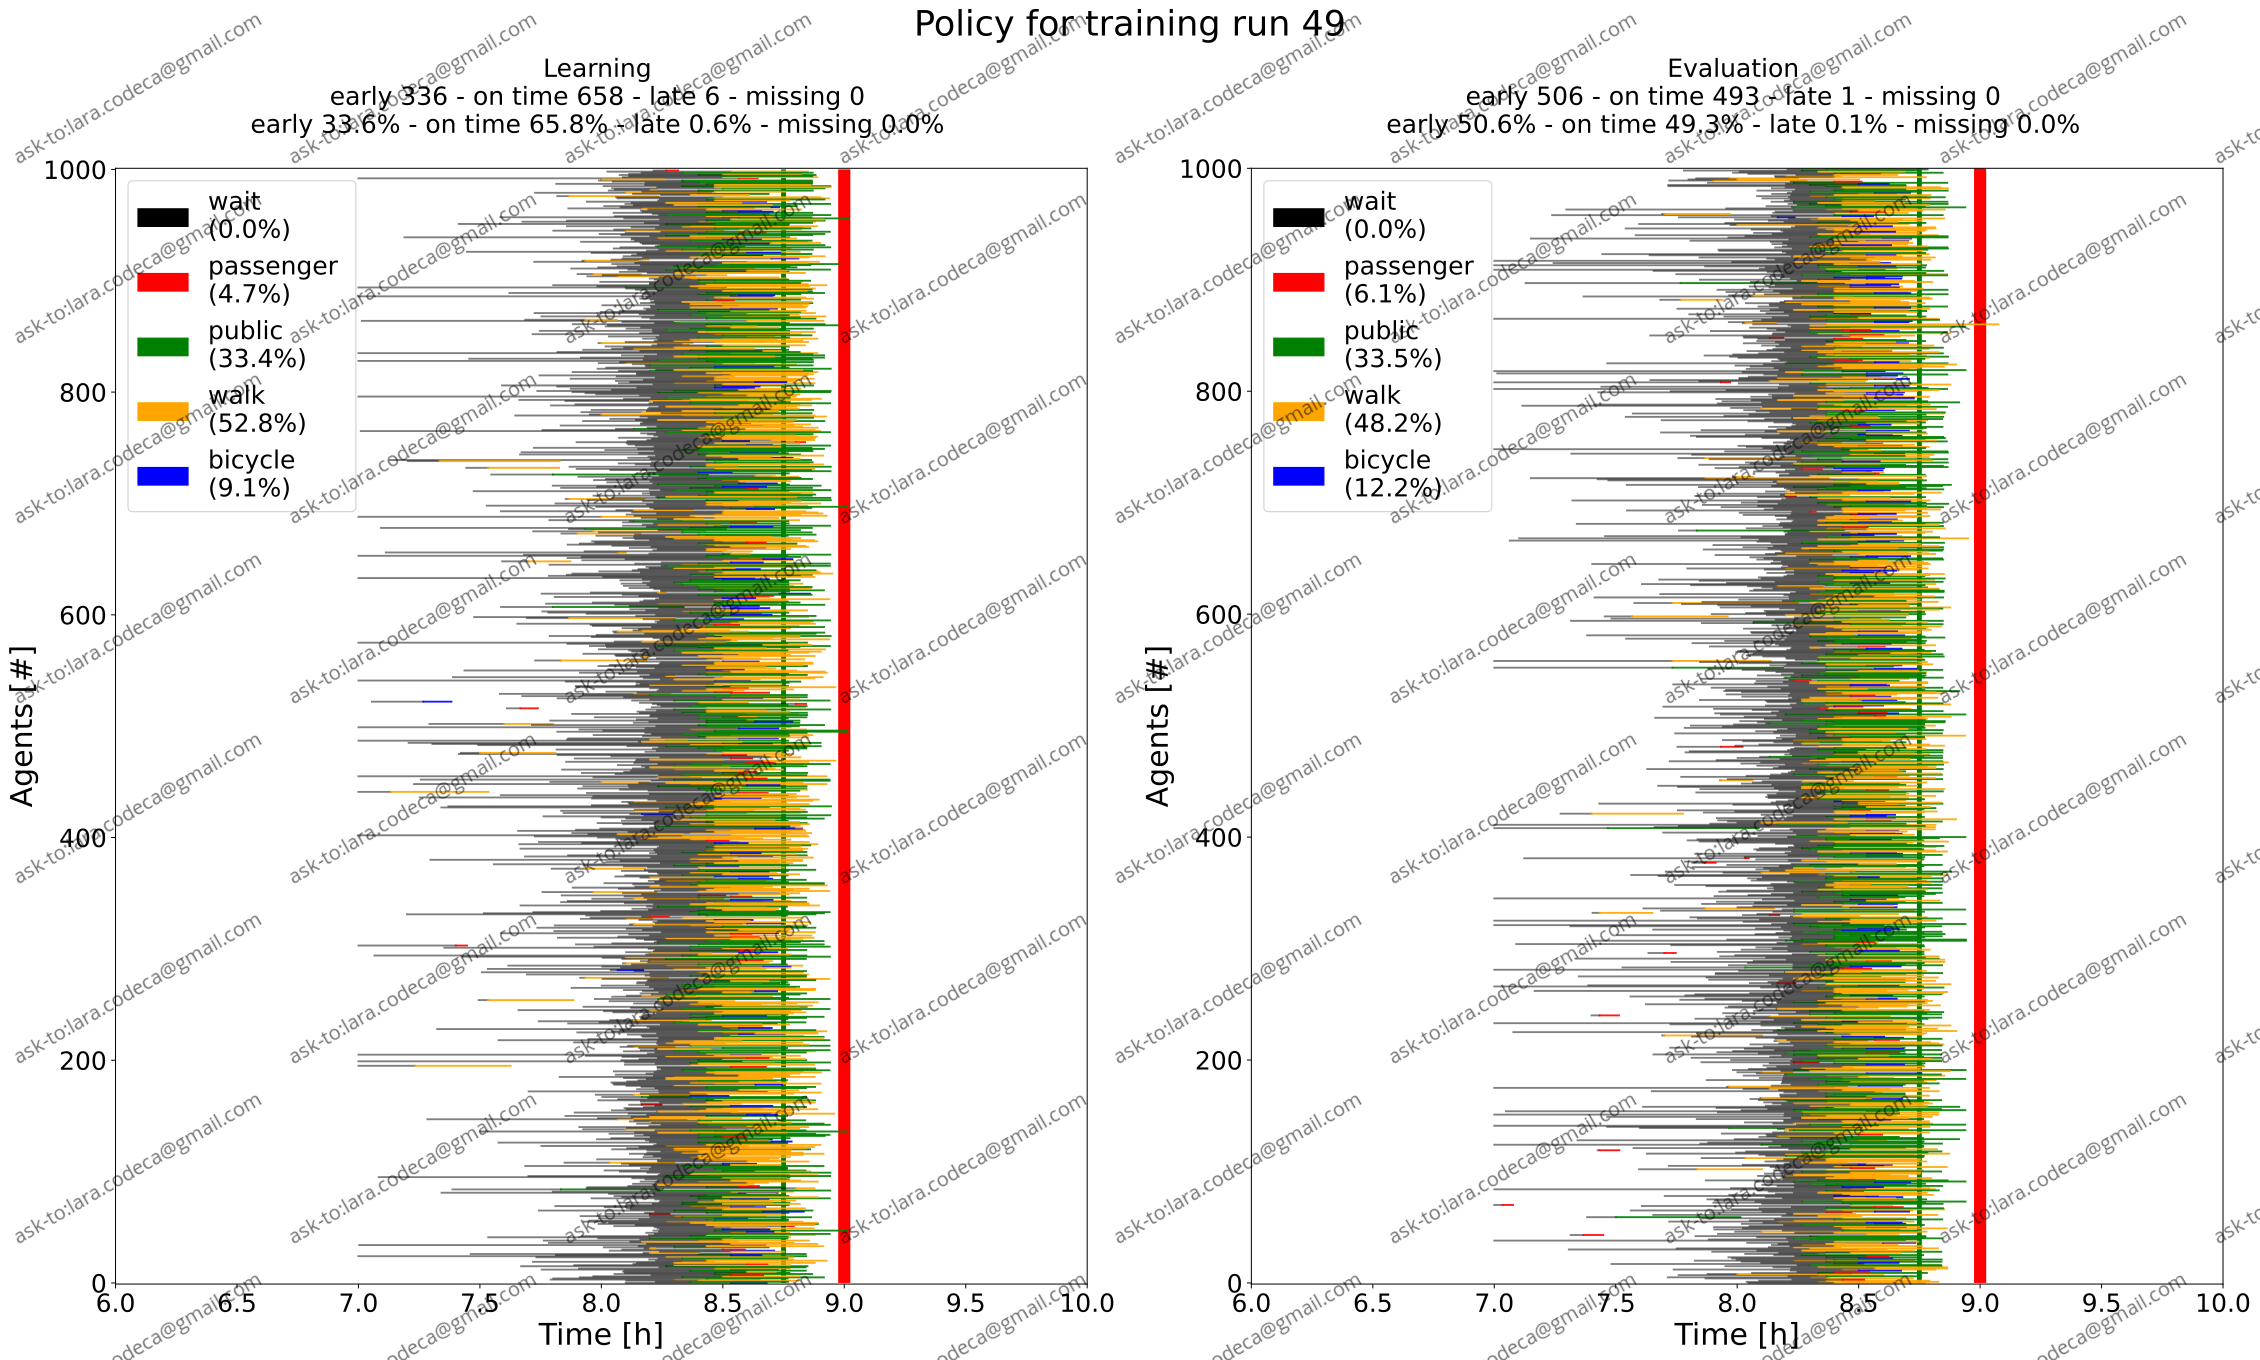 Policy for training run 49
Learning
early 336 - on time 658 - late 6 - missing 0
early 33.6% - on time 65.8% - late 0.6% - missing 0.0%
Evaluation
early 506 - on time 493 - late 1 - missing 0
early 50.6% - on time 49.3% - late 0.1% - missing 0.0%
wait
(0.0%)
passenger
(4.7%)
public
(33.4%)
walk
(52.8%)
bicycle
(9.1%)
wait
(0.0%)
passenger
(6.1%)
public
(33.5%)
walk
(48.2%)
bicycle
(12.2%)
Agents [#]
1000
800
600
400
200
0
6.0 6.5 7.0 7.5 8.0 8.5 9.0 9.5 10.0
Time [h]
Agents [#]
1000
800
600
400
200
0
6.0 6.5 7.0 7.5 8.0 8.5 9.0 9.5 10.0
Time [h]
ask-to:lara.codeca@gmail.com